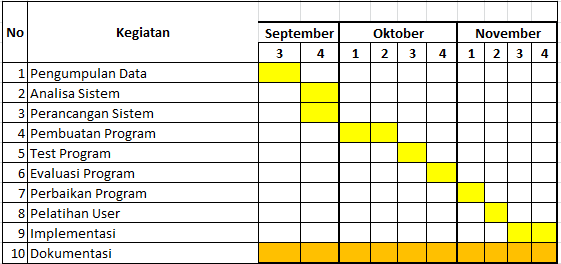 No Kegiatan September Oktober November
3 4 1 2 3 4 1 2 3 4
1 Pengumpulan Data
2 Analisa Sistem
3 Perancangan Sistem
4 Pembuatan Program
5 Test Program
6 Evaluasi Program
7 Perbaikan Program
8 Pelatihan User
9 Implementasi
10 Dokumentasi